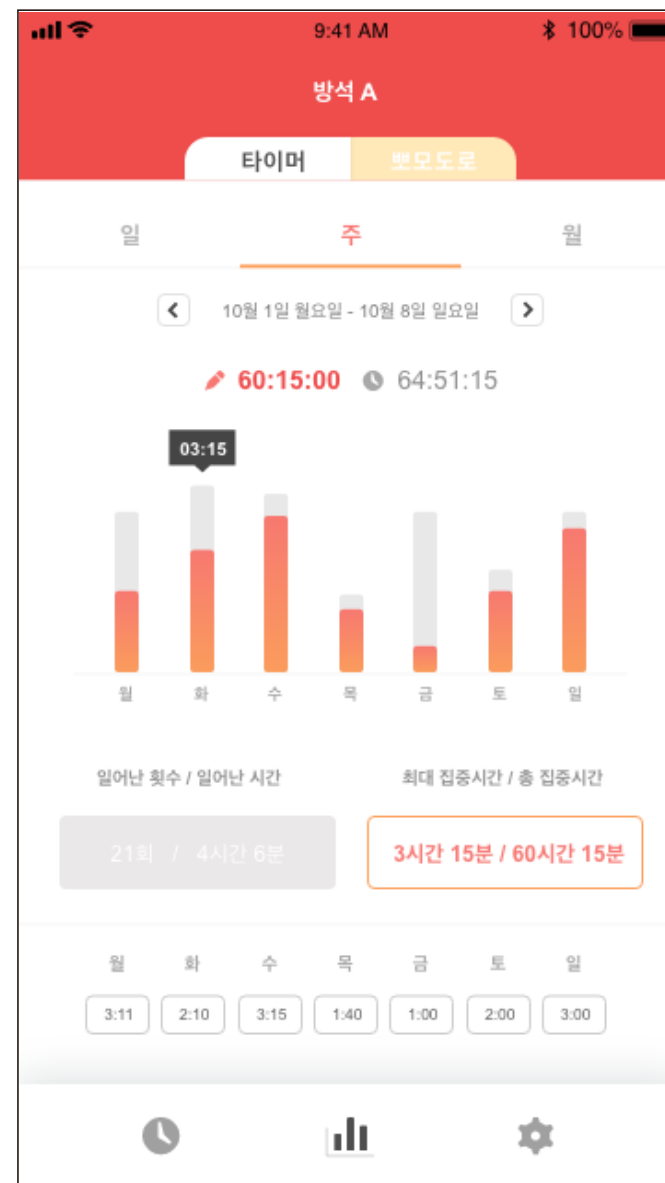 9:41 AM 100%
방석 A
타이머 뽀모도로
일 주 월
10월 1일 월요일 - 10월 8일 일요일
60:15:00 64:51:15
03:15
월 화 수 목 금 토 일
일어난 횟수 / 일어난 시간 최대 집중시간 / 총 집중시간
21회 / 4시간 6분 3시간 15분 / 60시간 15분
월 화 수 목 금 토 일
3:11 2:10 3:15 1:40 1:00 2:00 3:00